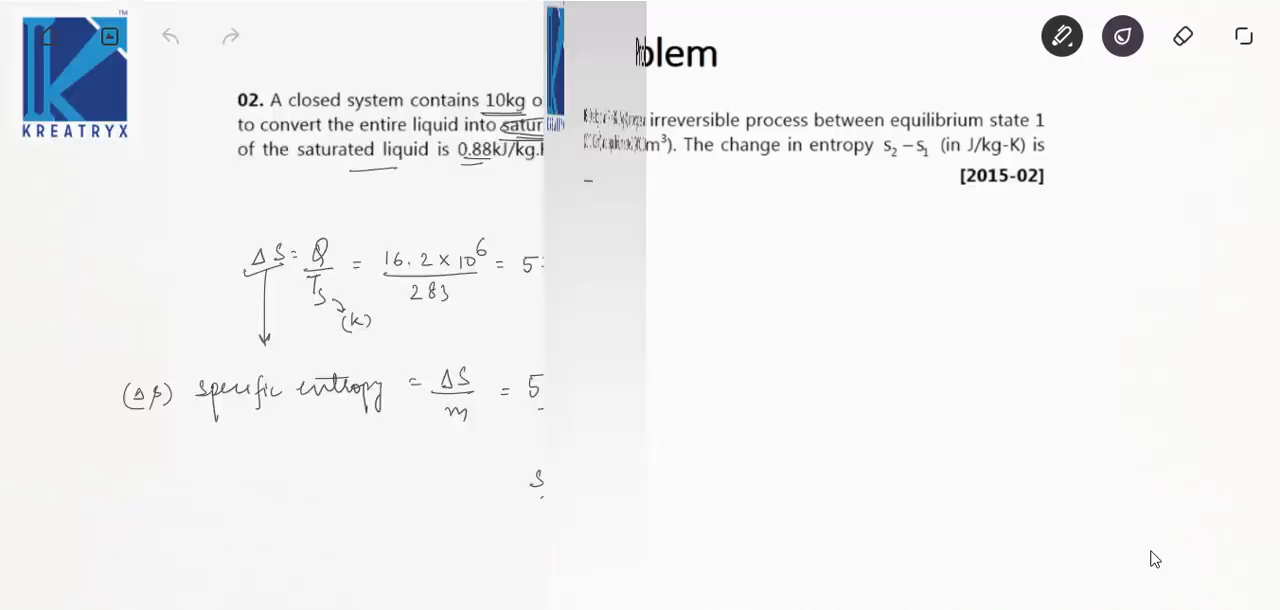 TM
KREATRYX
02. A closed system contains 10kg o
to convert the entire liquid into satur
of the saturated liquid is 0.88kJ/kg.
blem
irreversible process between equilibrium state 1
m³). The change in entropy s₂ – s₁ (in J/kg-K) is
[2015-02]
ΔS = Q/Ts = 16.2 × 10⁶/283 = 5
(K)
(Δs) specific entropy = ΔS/m = 5
s